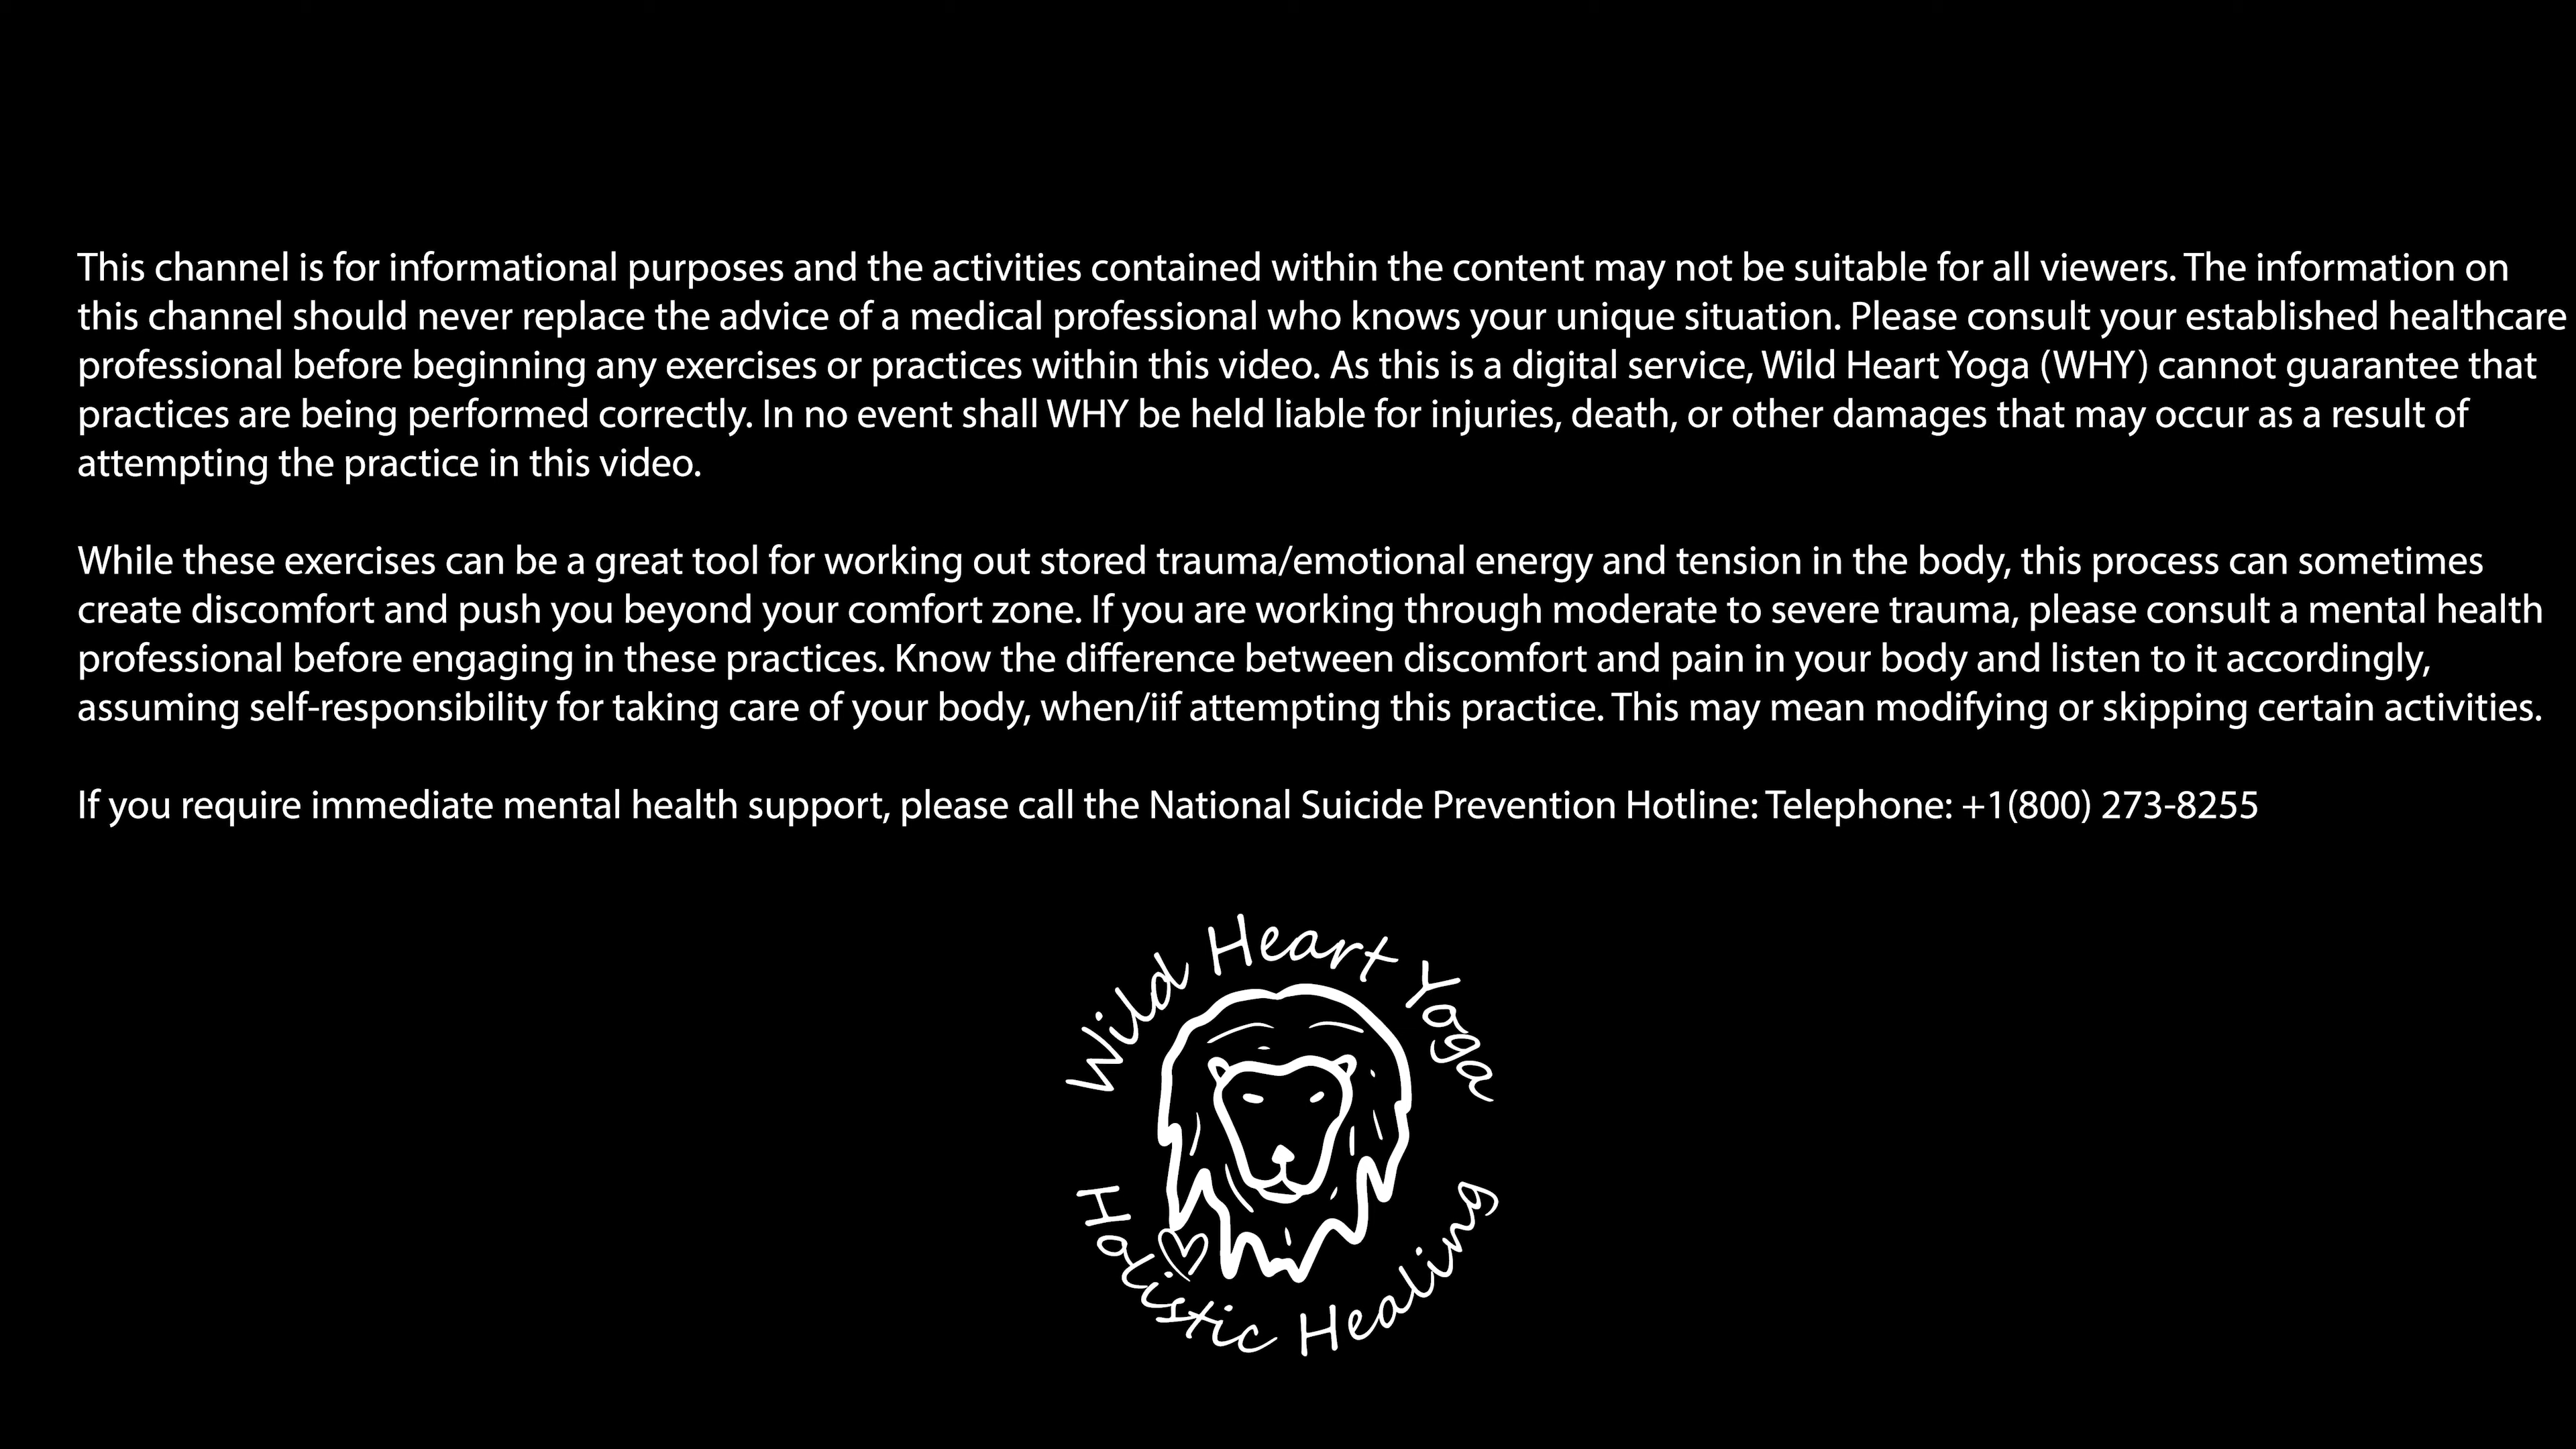 This channel is for informational purposes and the activities contained within the content may not be suitable for all viewers. The information on
this channel should never replace the advice of a medical professional who knows your unique situation. Please consult your established healthcare
professional before beginning any exercises or practices within this video. As this is a digital service, Wild Heart Yoga (WHY) cannot guarantee that
practices are being performed correctly. In no event shall WHY be held liable for injuries, death, or other damages that may occur as a result of
attempting the practice in this video.
While these exercises can be a great tool for working out stored trauma/emotional energy and tension in the body, this process can sometimes
create discomfort and push you beyond your comfort zone. If you are working through moderate to severe trauma, please consult a mental health
professional before engaging in these practices. Know the difference between discomfort and pain in your body and listen to it accordingly,
assuming self-responsibility for taking care of your body, when/iif attempting this practice. This may mean modifying or skipping certain activities.
If you require immediate mental health support, please call the National Suicide Prevention Hotline: Telephone: +1(800) 273-8255
Wild Heart Yoga
Holistic Healing